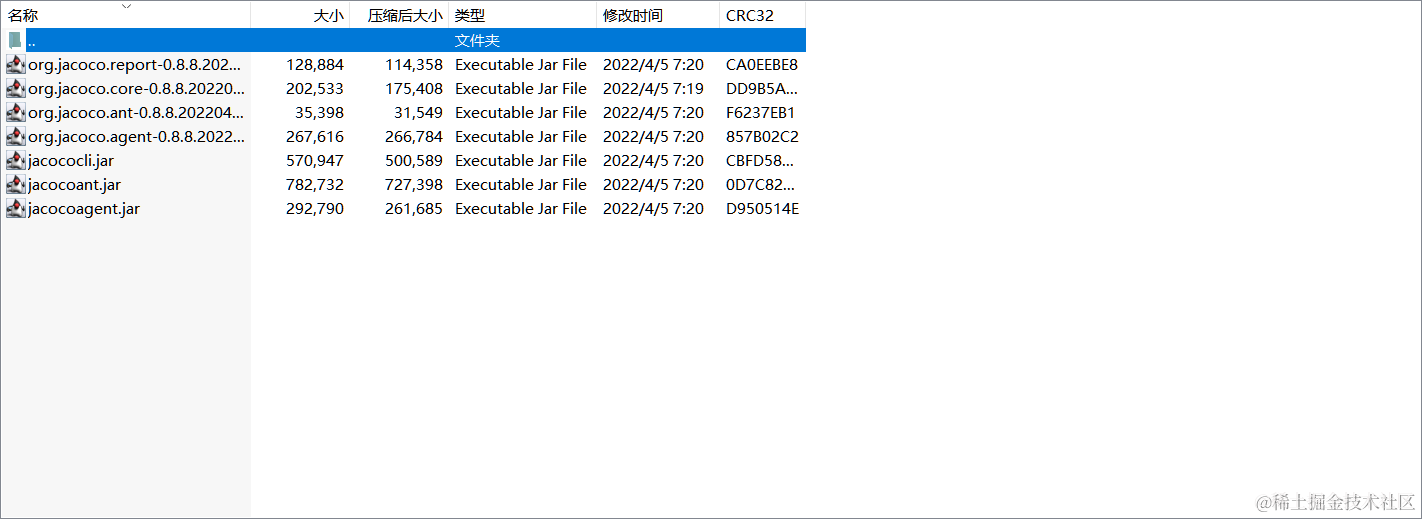 名称 大小 压缩后大小 类型 修改时间 CRC32
.. 文件夹
org.jacoco.report-0.8.8.202... 128,884 114,358 Executable Jar File 2022/4/5 7:20 CA0EEBE8
org.jacoco.core-0.8.8.20220... 202,533 175,408 Executable Jar File 2022/4/5 7:19 DD9B5A...
org.jacoco.ant-0.8.8.202204... 35,398 31,549 Executable Jar File 2022/4/5 7:20 F6237EB1
org.jacoco.agent-0.8.8.2022... 267,616 266,784 Executable Jar File 2022/4/5 7:20 857B02C2
jacococli.jar 570,947 500,589 Executable Jar File 2022/4/5 7:20 CBFD58...
jacocoant.jar 782,732 727,398 Executable Jar File 2022/4/5 7:20 0D7C82...
jacocoagent.jar 292,790 261,685 Executable Jar File 2022/4/5 7:20 D950514E
@稀土掘金技术社区